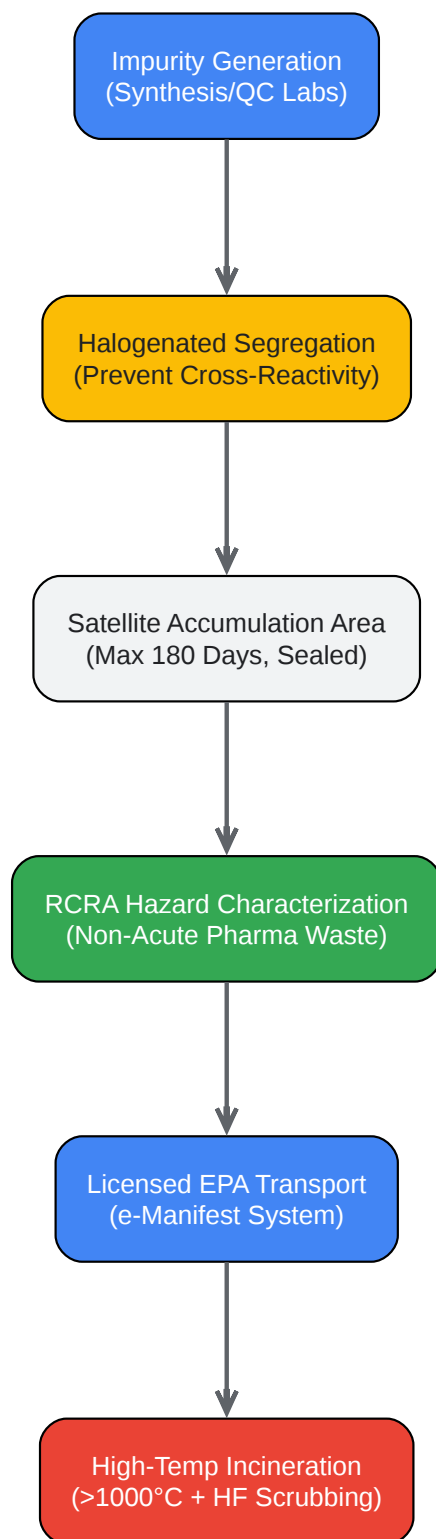 Impurity Generation
(Synthesis/QC Labs)
Halogenated Segregation
(Prevent Cross-Reactivity)
Satellite Accumulation Area
(Max 180 Days, Sealed)
RCRA Hazard Characterization
(Non-Acute Pharma Waste)
Licensed EPA Transport
(e-Manifest System)
High-Temp Incineration
(>1000°C + HF Scrubbing)